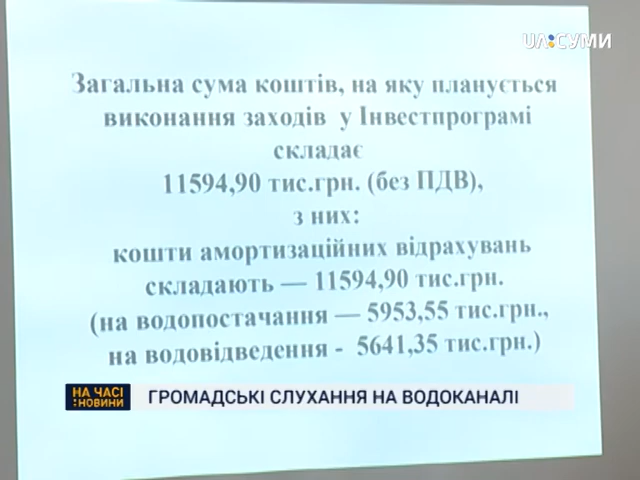 UA:СУМИ
Загальна сума коштів, на яку планується
виконання заходів у Інвестпрограмі
складає
11594,90 тис.грн. (без ПДВ),
з них:
кошти амортизаційних відрахувань
складають — 11594,90 тис.грн.
(на водопостачання — 5953,55 тис.грн.,
на водовідведення - 5641,35 тис.грн.)
НА ЧАСІ
:НОВИНИ
ГРОМАДСЬКІ СЛУХАННЯ НА ВОДОКАНАЛІ